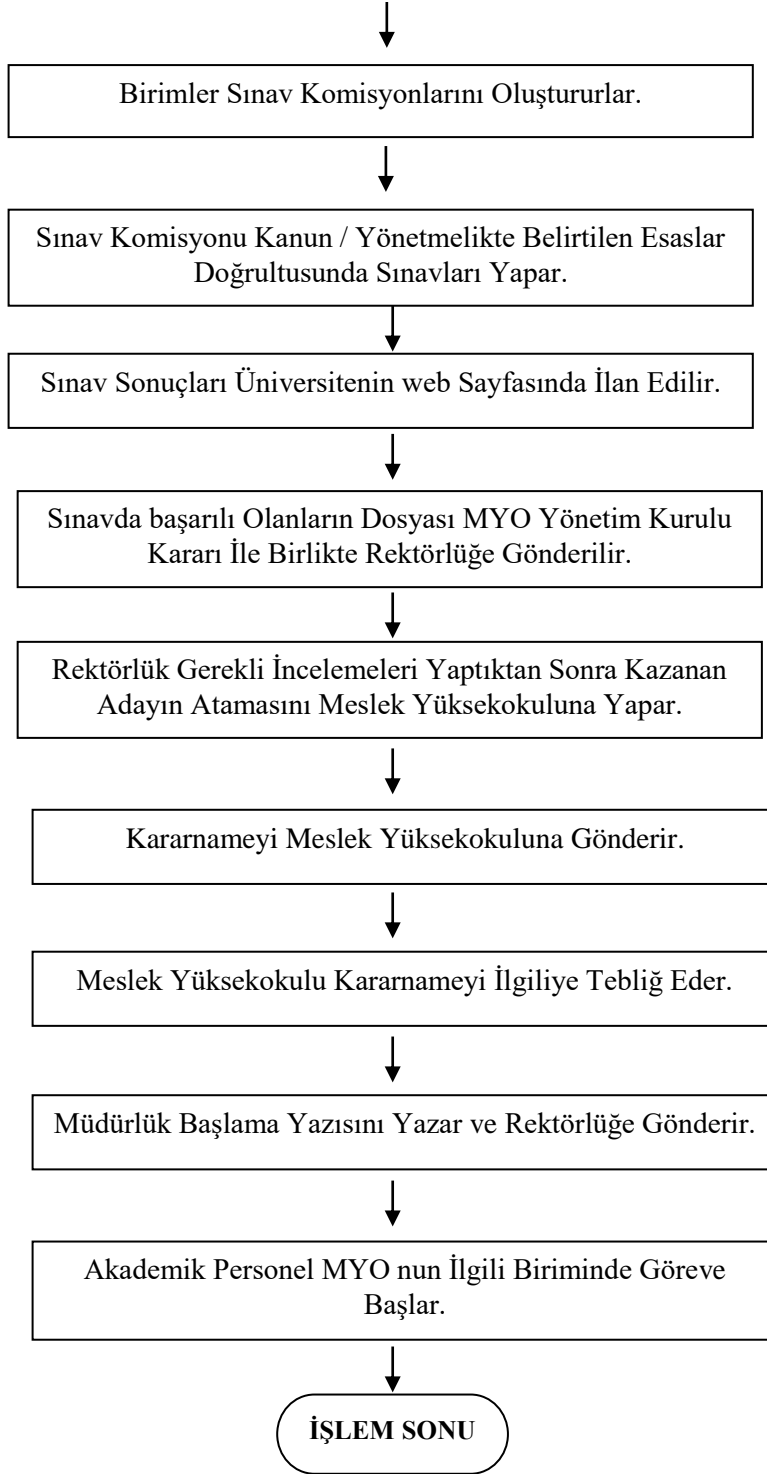 Birimler Sınav Komisyonlarını Oluştururlar.
Sınav Komisyonu Kanun / Yönetmelikte Belirtilen Esaslar
Doğrultusunda Sınavları Yapar.
Sınav Sonuçları Üniversitenin web Sayfasında İlan Edilir.
Sınavda başarılı Olanların Dosyası MYO Yönetim Kurulu
Kararı İle Birlikte Rektörlüğe Gönderilir.
Rektörlük Gerekli İncelemeleri Yaptıktan Sonra Kazanan
Adayın Atamasını Meslek Yüksekokuluna Yapar.
Kararnameyi Meslek Yüksekokuluna Gönderir.
Meslek Yüksekokulu Kararnameyi İlgiliye Tebliğ Eder.
Müdürlük Başlama Yazısını Yazar ve Rektörlüğe Gönderir.
Akademik Personel MYO nun İlgili Biriminde Göreve
Başlar.
İŞLEM SONU